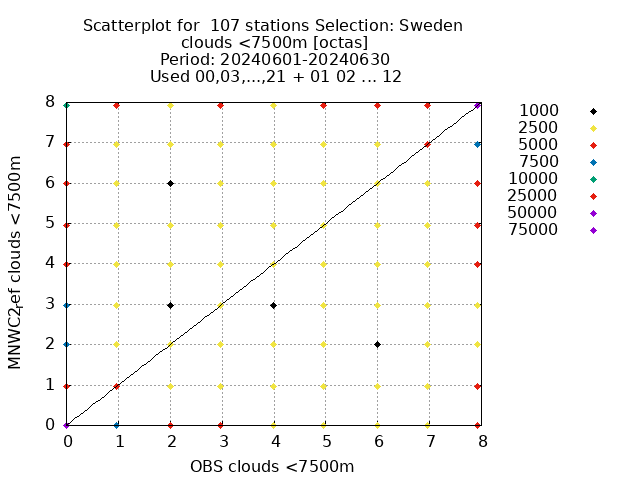 Scatterplot for  107 stations Selection: Sweden
clouds <7500m [octas]
Period: 20240601-20240630
Used 00,03,...,21 + 01 02 ... 12
8
7
6
5
4
3
2
1
0
MNWC2_ref clouds <7500m
0 1 2 3 4 5 6 7 8
OBS clouds <7500m
1000
2500
5000
7500
10000
25000
50000
75000